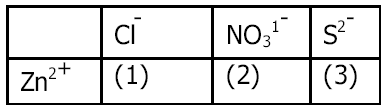 Cl⁻ NO₃¹⁻ S²⁻
Zn²⁺ (1) (2) (3)